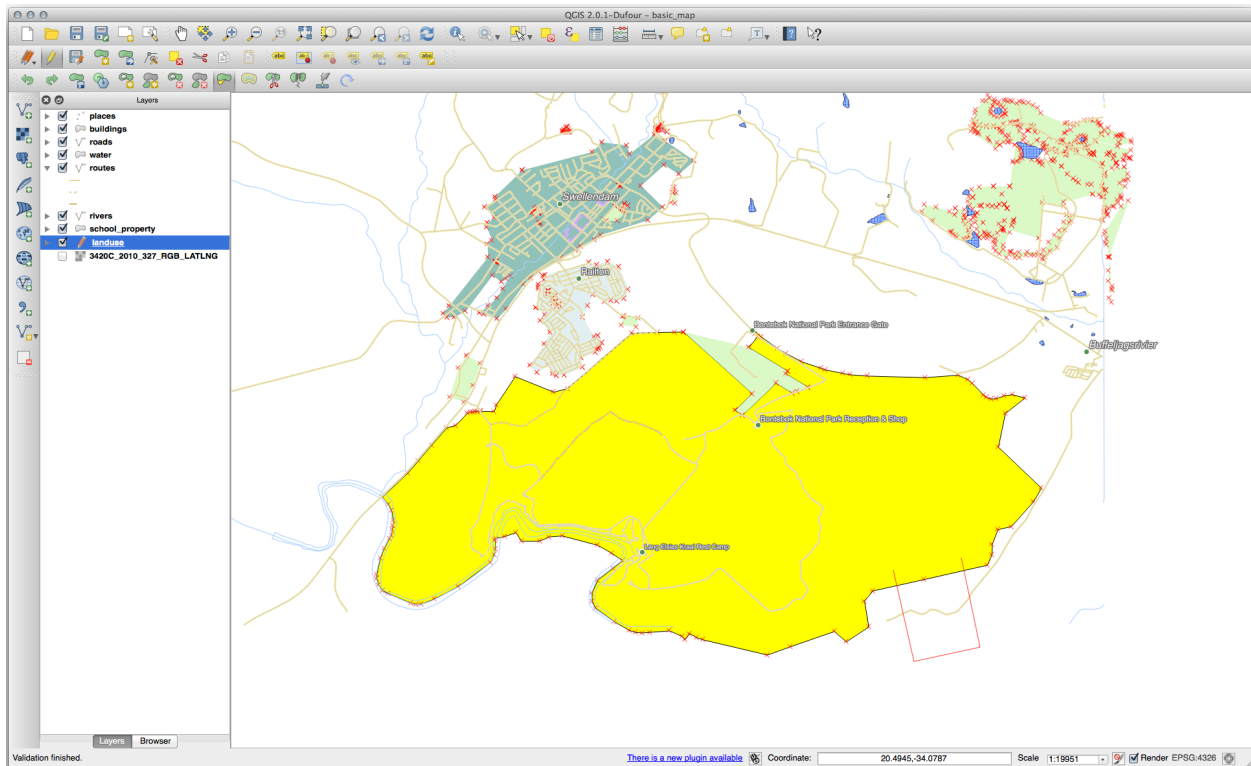 QGIS 2.0.1-Dufour - basic_map
Layers
places
buildings
roads
water
routes
rivers
school_property
landuse
3420C_2010_327_RGB_LATLNG
Swellendam
Railton
Bontebok National Park Entrance Gate
Buffeljagsrivier
Bontebok National Park Reception & Shop
Lang Elsies Kraal Rest Camp
Layers
Browser
Validation finished.
There is a new plugin available
Coordinate:
20.4945,-34.0787
Scale
1:19951
Render
EPSG:4326